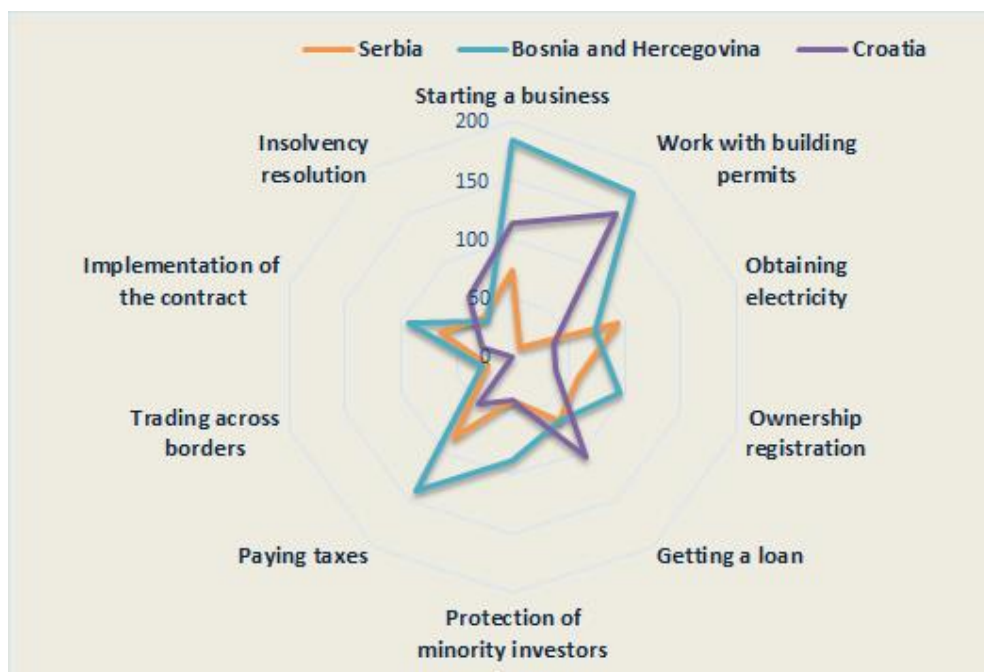 Serbia
Bosnia and Hercegovina
Croatia
Starting a business
200
150
100
50
0
Work with building
permits
Obtaining
electricity
Ownership
registration
Getting a loan
Protection of
minority investors
Paying taxes
Trading across
borders
Implementation of
the contract
Insolvency
resolution